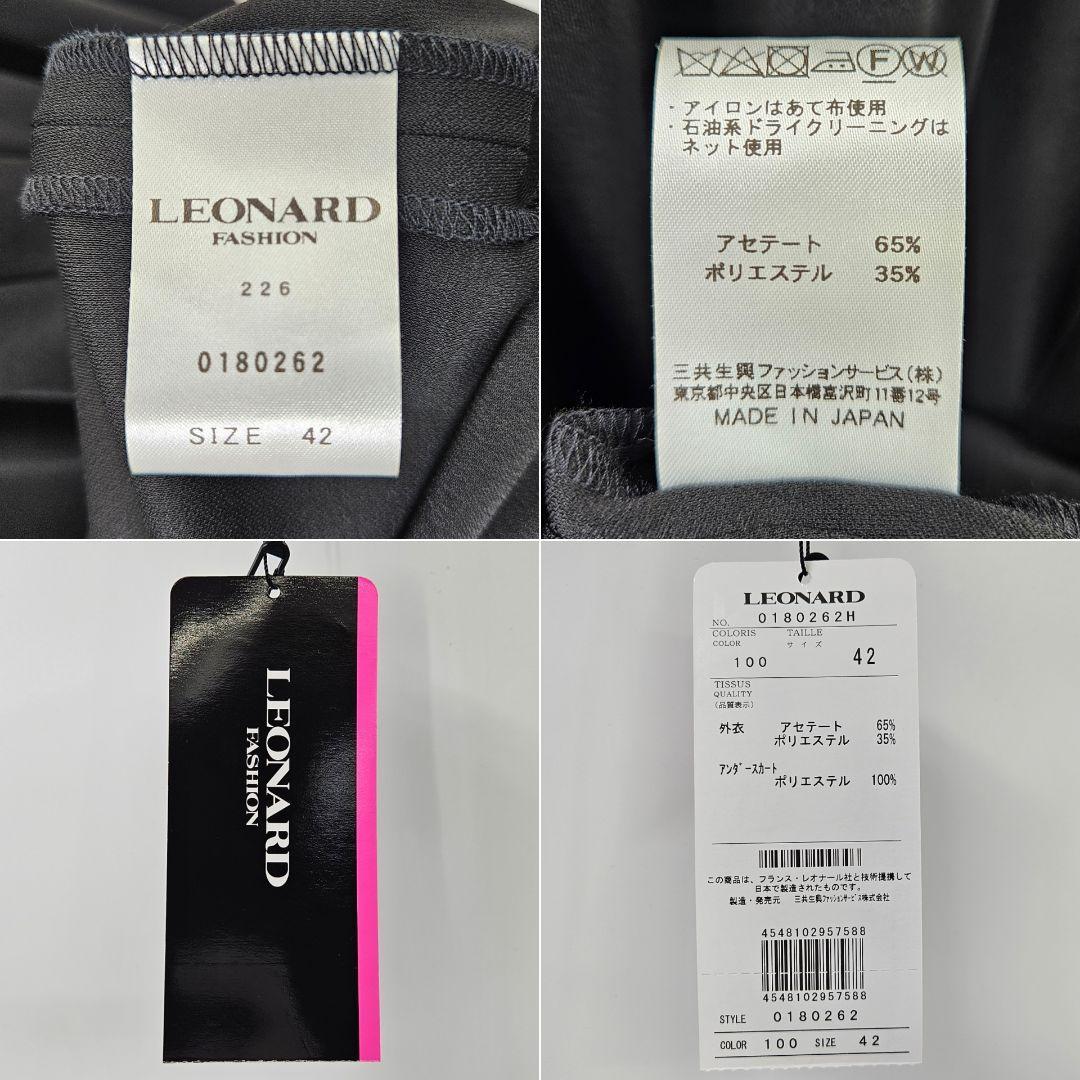 LEONARD
FASHION
226
0180262
SIZE 42
F W
・アイロンはあて布使用
・石油系ドライクリーニングは
ネット使用
アセテート 65%
ポリエステル 35%
三共生興ファッションサービス(株)
東京都中央区日本橋富沢町11番12号
MADE IN JAPAN
LEONARD
FASHION
LEONARD
NO. 0180262H
COLORIS TAILLE
COLOR サイズ
100 42
TISSUS
QUALITY
(品質表示)
外衣 アセテート 65%
ポリエステル 35%
アンダースカート
ポリエステル 100%
この商品は、フランス・レオナール社と技術提携して
日本で製造されたものです。
製造・発売元 三共生興ファッションサービス株式会社
4548102957588
4548102957588
STYLE 0180262
COLOR 100 SIZE 42